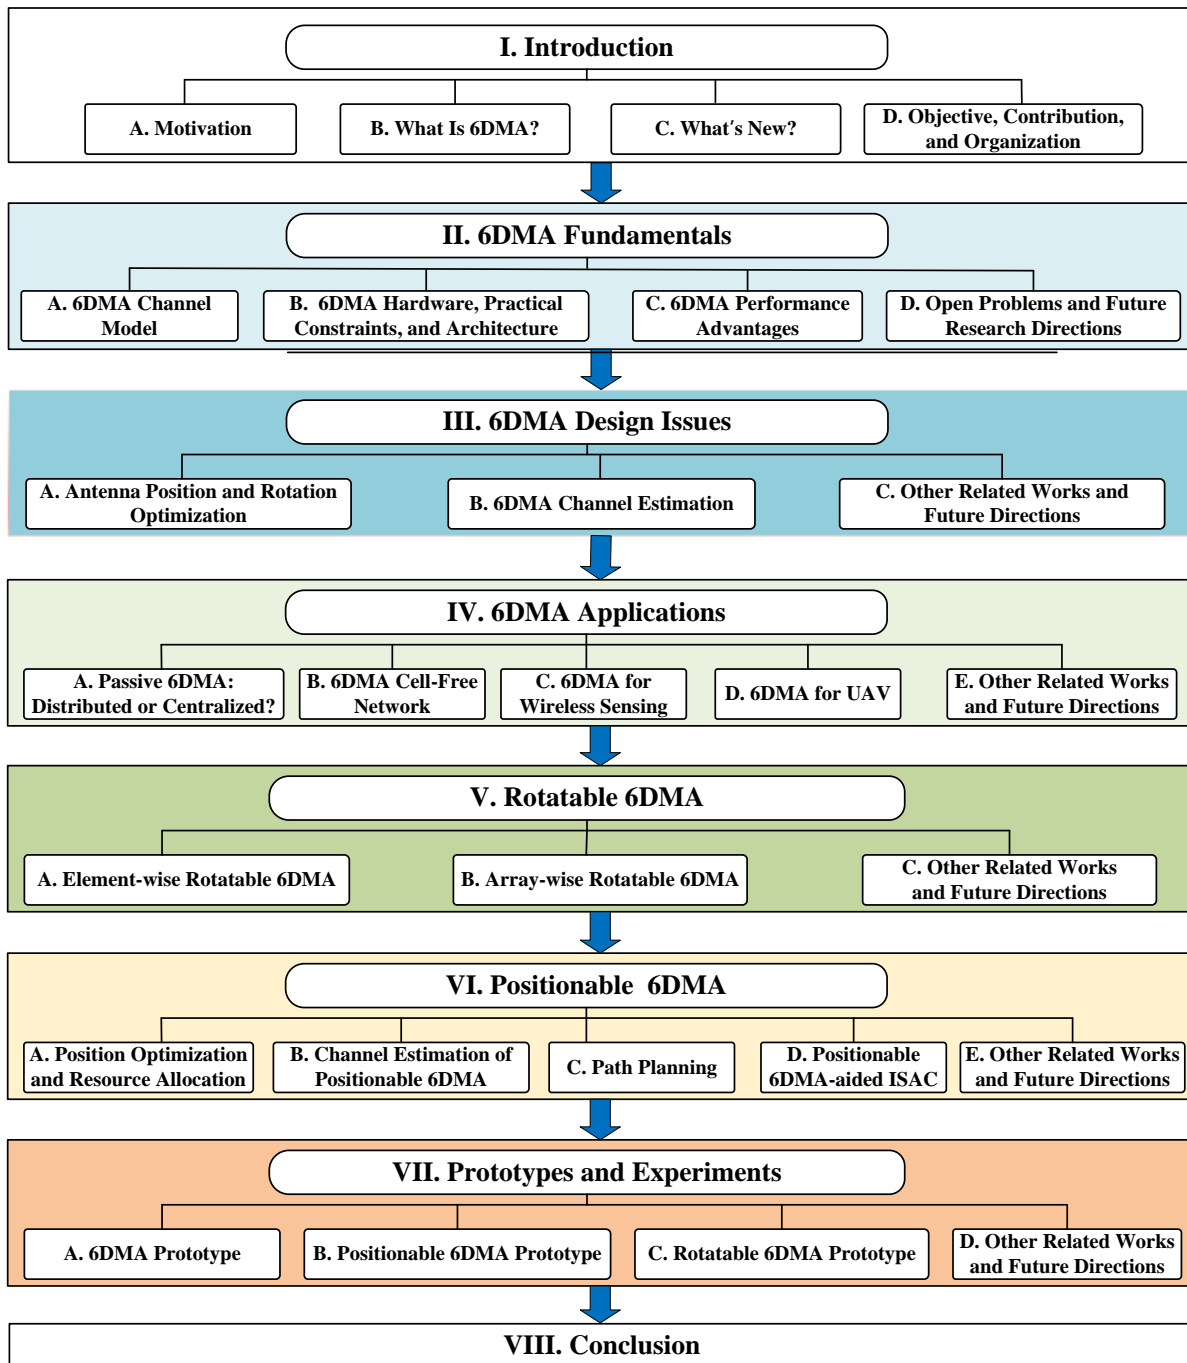 I. Introduction
A. Motivation
B. What Is 6DMA?
C. What's New?
D. Objective, Contribution,
and Organization
II. 6DMA Fundamentals
A. 6DMA Channel
Model
B. 6DMA Hardware, Practical
Constraints, and Architecture
C. 6DMA Performance
Advantages
D. Open Problems and Future
Research Directions
III. 6DMA Design Issues
A. Antenna Position and Rotation
Optimization
B. 6DMA Channel Estimation
C. Other Related Works and
Future Directions
IV. 6DMA Applications
A. Passive 6DMA:
Distributed or Centralized?
B. 6DMA Cell-Free
Network
C. 6DMA for
Wireless Sensing
D. 6DMA for UAV
E. Other Related Works
and Future Directions
V. Rotatable 6DMA
A. Element-wise Rotatable 6DMA
B. Array-wise Rotatable 6DMA
C. Other Related Works
and Future Directions
VI. Positionable 6DMA
A. Position Optimization
and Resource Allocation
B. Channel Estimation of
Positionable 6DMA
C. Path Planning
D. Positionable
6DMA-aided ISAC
E. Other Related Works
and Future Directions
VII. Prototypes and Experiments
A. 6DMA Prototype
B. Positionable 6DMA Prototype
C. Rotatable 6DMA Prototype
D. Other Related Works
and Future Directions
VIII. Conclusion